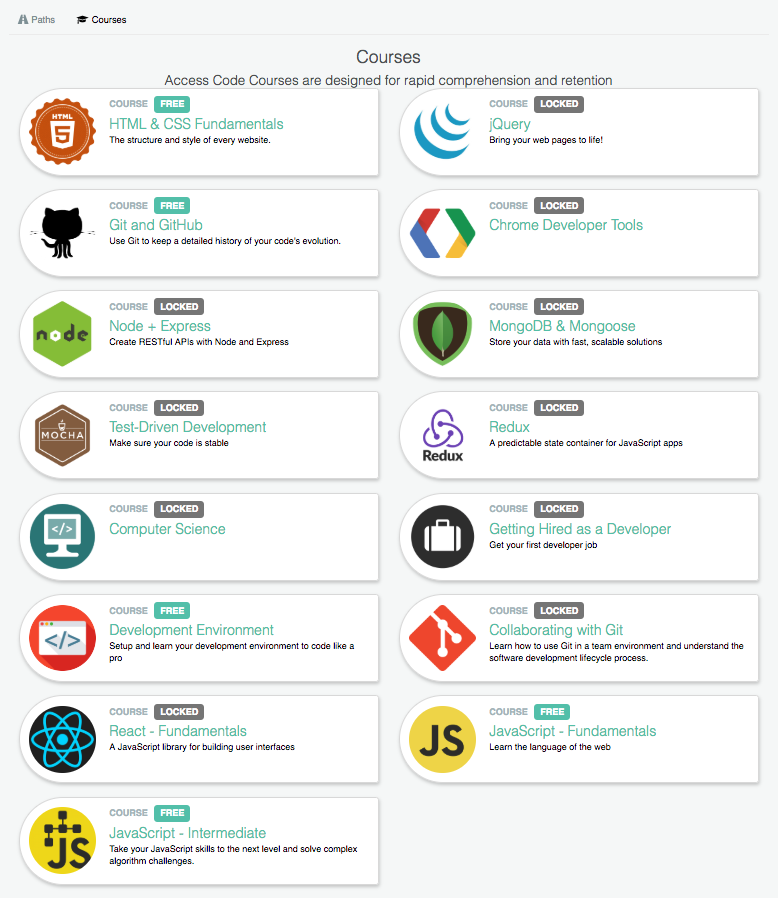 Paths Courses
Courses
Access Code Courses are designed for rapid comprehension and retention
HTML
5
COURSE FREE
HTML & CSS Fundamentals
The structure and style of every website.
COURSE LOCKED
jQuery
Bring your web pages to life!
COURSE FREE
Git and GitHub
Use Git to keep a detailed history of your code's evolution.
COURSE LOCKED
Chrome Developer Tools
node
COURSE LOCKED
Node + Express
Create RESTful APIs with Node and Express
COURSE LOCKED
MongoDB & Mongoose
Store your data with fast, scalable solutions
MOCHA
COURSE LOCKED
Test-Driven Development
Make sure your code is stable
Redux
COURSE LOCKED
Redux
A predictable state container for JavaScript apps
</>
COURSE LOCKED
Computer Science
COURSE LOCKED
Getting Hired as a Developer
Get your first developer job
</>
COURSE FREE
Development Environment
Setup and learn your development environment to code like a
pro
COURSE LOCKED
Collaborating with Git
Learn how to use Git in a team environment and understand the
software development lifecycle process.
COURSE LOCKED
React - Fundamentals
A JavaScript library for building user interfaces
JS
COURSE FREE
JavaScript - Fundamentals
Learn the language of the web
JS
COURSE FREE
JavaScript - Intermediate
Take your JavaScript skills to the next level and solve complex
algorithm challenges.